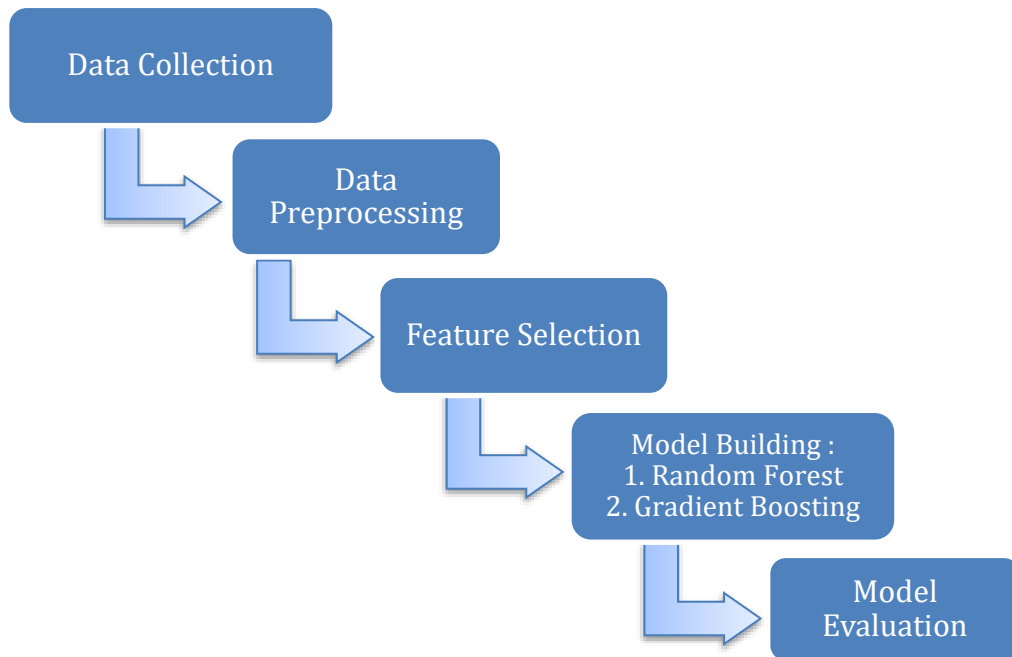 Data Collection
Data
Preprocessing
Feature Selection
Model Building :
1. Random Forest
2. Gradient Boosting
Model
Evaluation